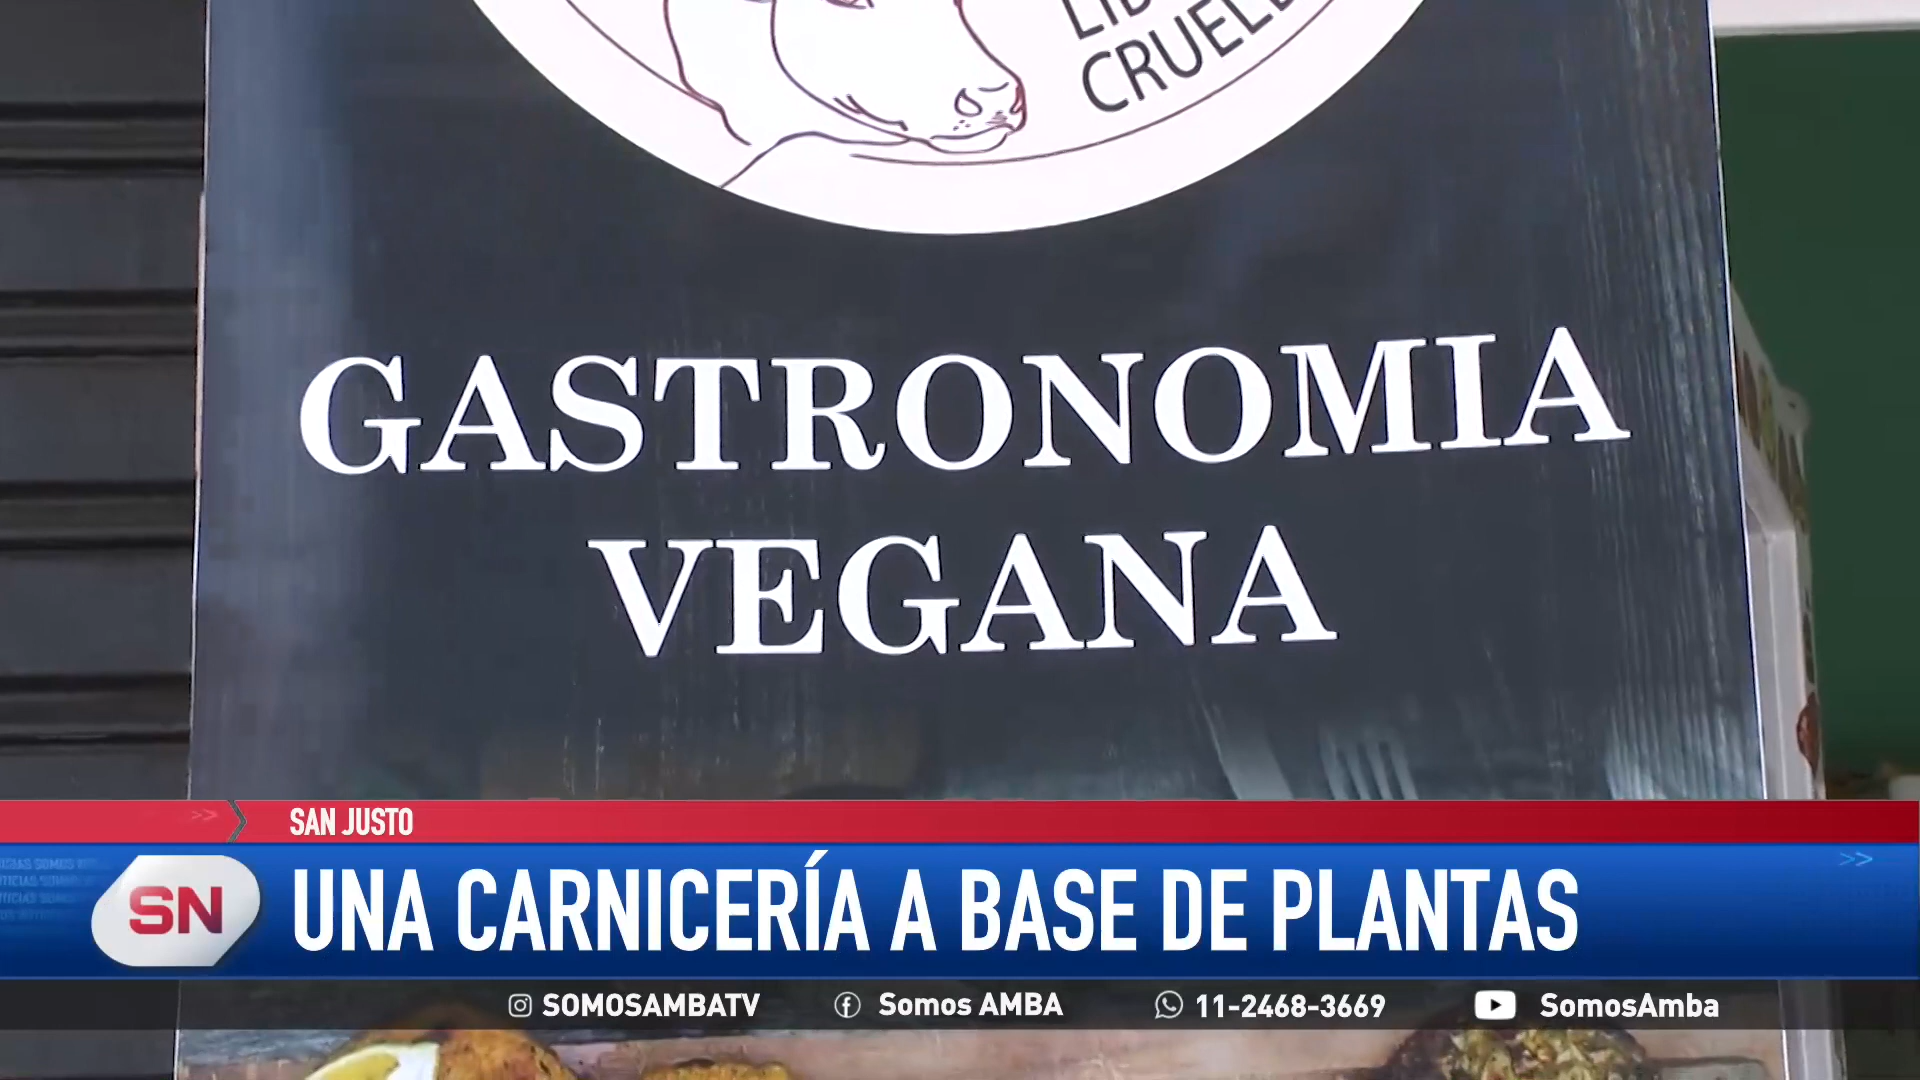 CRUEL
GASTRONOMIA
VEGANA
SAN JUSTO
SN
UNA CARNICERÍA A BASE DE PLANTAS
SOMOSAMBATV
Somos AMBA
11-2468-3669
SomosAmba